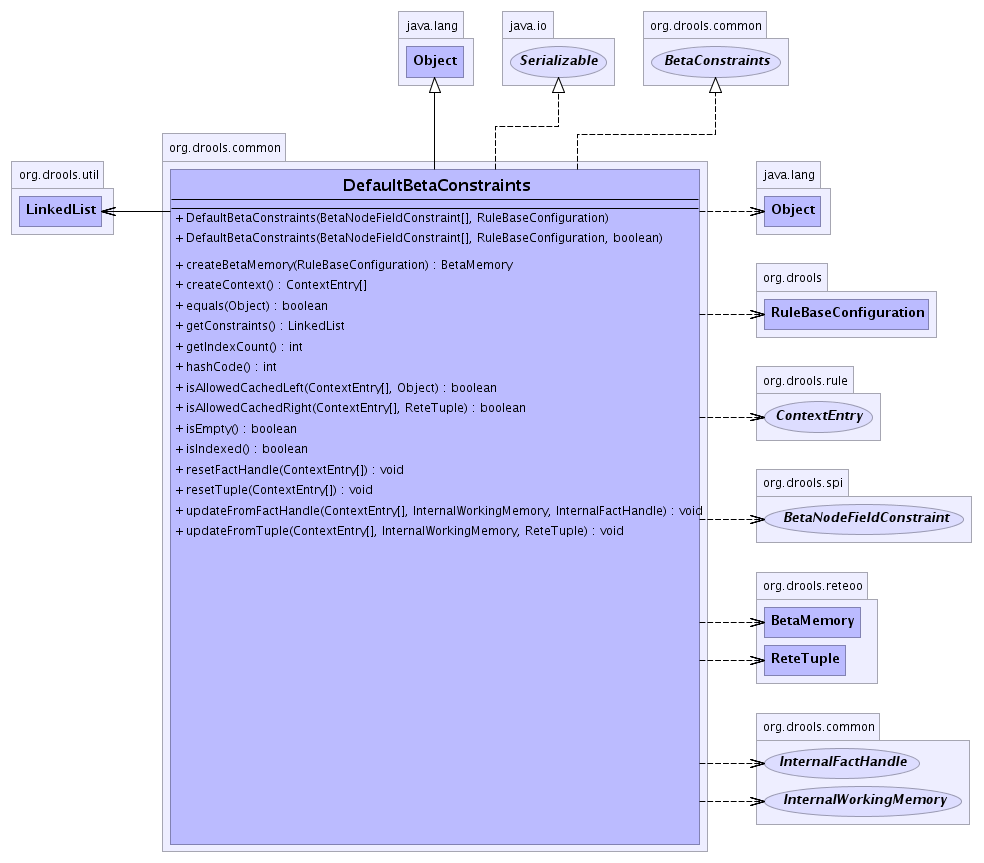 java.lang
Object
java.io
Serializable
org.drools.common
BetaConstraints
org.drools.common
org.drools.util
LinkedList
DefaultBetaConstraints
+ DefaultBetaConstraints(BetaNodeFieldConstraint[], RuleBaseConfiguration)
+ DefaultBetaConstraints(BetaNodeFieldConstraint[], RuleBaseConfiguration, boolean)
+ createBetaMemory(RuleBaseConfiguration) : BetaMemory
+ createContext() : ContextEntry[]
+ equals(Object) : boolean
+ getConstraints() : LinkedList
+ getIndexCount() : int
+ hashCode() : int
+ isAllowedCachedLeft(ContextEntry[], Object) : boolean
+ isAllowedCachedRight(ContextEntry[], ReteTuple) : boolean
+ isEmpty() : boolean
+ isIndexed() : boolean
+ resetFactHandle(ContextEntry[]) : void
+ resetTuple(ContextEntry[]) : void
+ updateFromFactHandle(ContextEntry[], InternalWorkingMemory, InternalFactHandle) : void
+ updateFromTuple(ContextEntry[], InternalWorkingMemory, ReteTuple) : void
java.lang
Object
org.drools
RuleBaseConfiguration
org.drools.rule
ContextEntry
org.drools.spi
BetaNodeFieldConstraint
org.drools.reteoo
BetaMemory
ReteTuple
org.drools.common
InternalFactHandle
InternalWorkingMemory